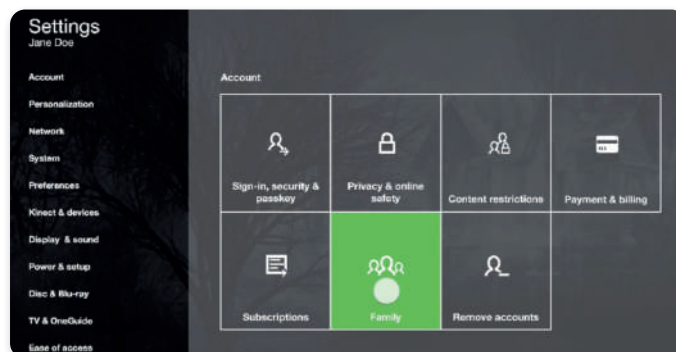 Settings
Jane Doe
Account
Personalization
Network
System
Preferences
Kinect & devices
Display & sound
Power & setup
Disc & Blu-ray
TV & OneGuide
Ease of access
Account
Sign-in, security &
passkey
Privacy & online
safety
Content restrictions
Payment & billing
Subscriptions
Family
Remove accounts